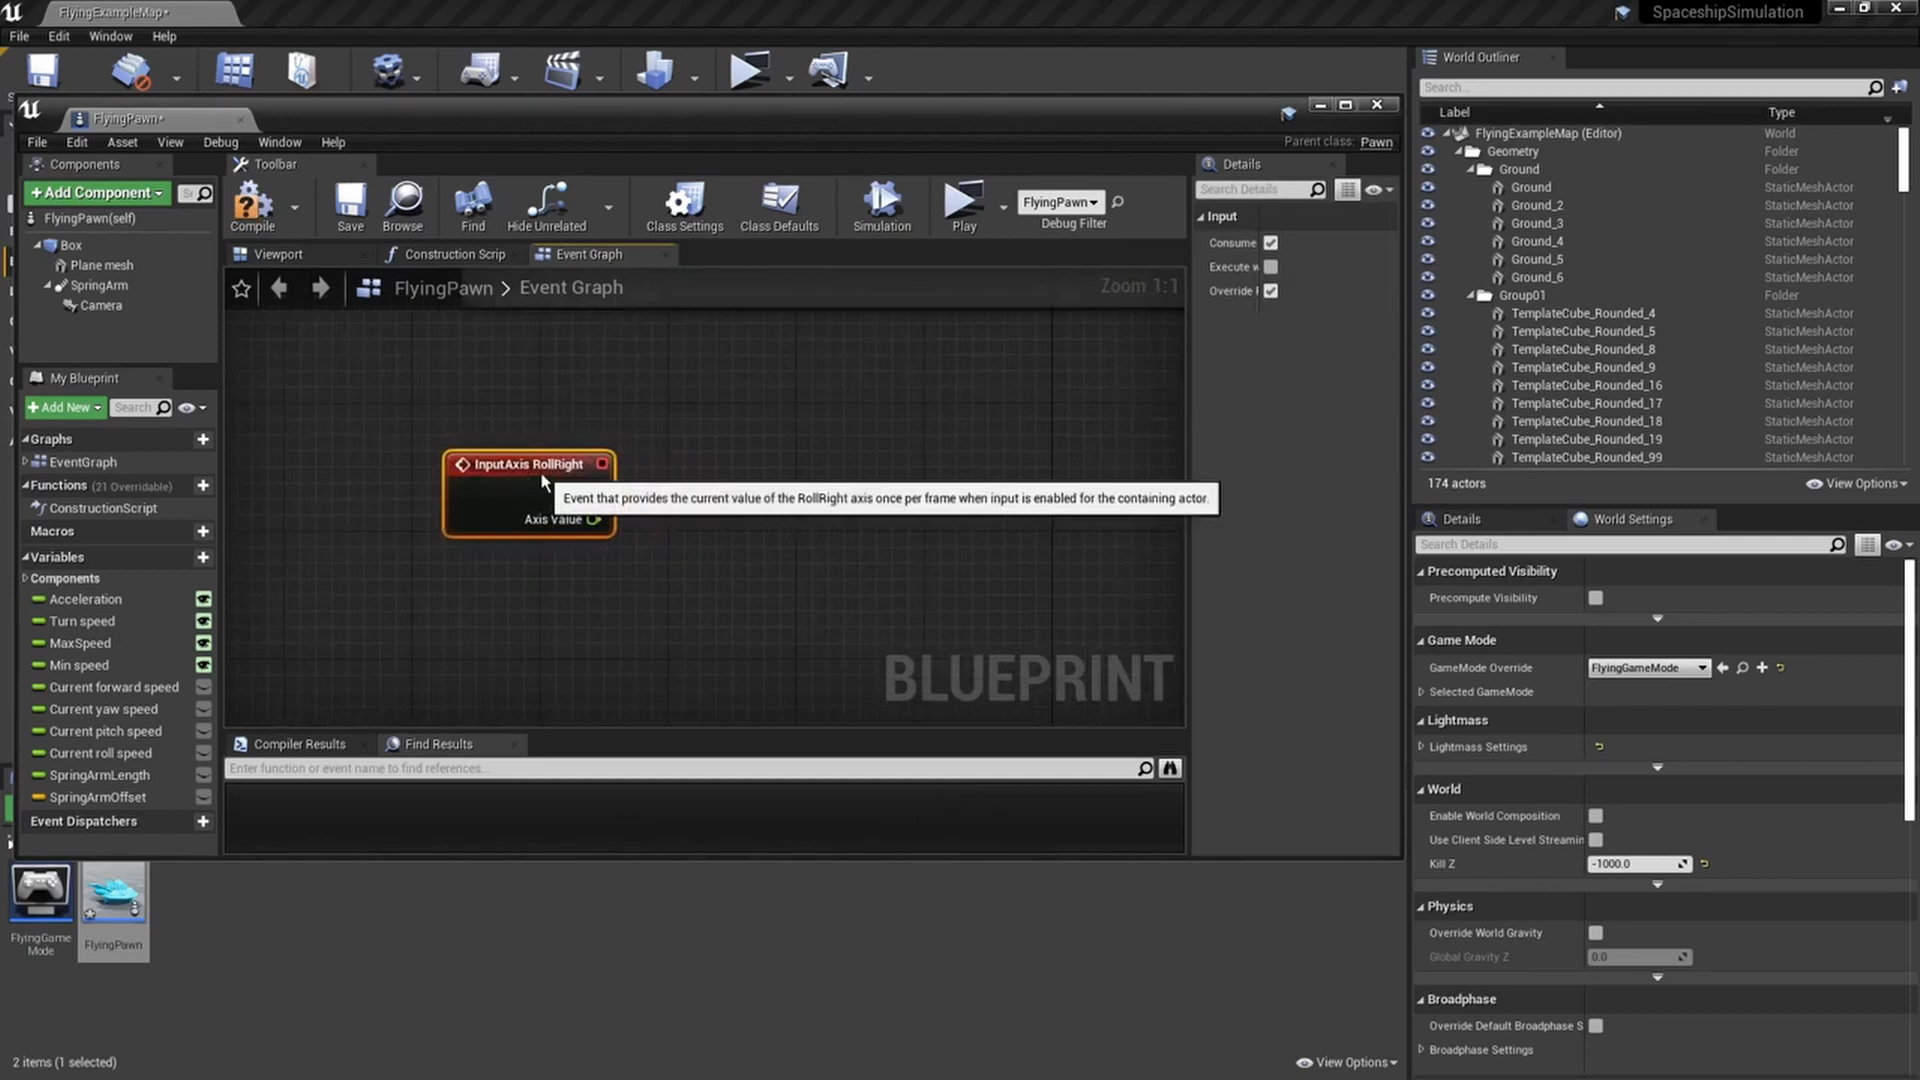 FlyingExampleMap*
SpaceshipSimulation
File Edit Window Help
FlyingPawn*
File Edit Asset View Debug Window Help
Parent class: Pawn
Components
+Add Component
FlyingPawn(self)
Box
Plane mesh
SpringArm
Camera
My Blueprint
+Add New Search
Graphs
EventGraph
Functions (21 Overridable)
ConstructionScript
Macros
Variables
Components
Acceleration
Turn speed
MaxSpeed
Min speed
Current forward speed
Current yaw speed
Current pitch speed
Current roll speed
SpringArmLength
SpringArmOffset
Event Dispatchers
Toolbar
Compile
Save
Browse
Find
Hide Unrelated
Class Settings
Class Defaults
Simulation
Play
FlyingPawn
Debug Filter
Viewport
Construction Scrip
Event Graph
FlyingPawn > Event Graph
Zoom 1:1
InputAxis RollRight
Event that provides the current value of the RollRight axis once per frame when input is enabled for the containing actor.
Axis Value
BLUEPRINT
Compiler Results
Find Results
Enter function or event name to find references...
Details
Search Details
Input
Consume
Execute w
Override
World Outliner
Search...
Label Type
FlyingExampleMap (Editor) World
Geometry Folder
Ground Folder
Ground StaticMeshActor
Ground_2 StaticMeshActor
Ground_3 StaticMeshActor
Ground_4 StaticMeshActor
Ground_5 StaticMeshActor
Ground_6 StaticMeshActor
Group01 Folder
TemplateCube_Rounded_4 StaticMeshActor
TemplateCube_Rounded_5 StaticMeshActor
TemplateCube_Rounded_8 StaticMeshActor
TemplateCube_Rounded_9 StaticMeshActor
TemplateCube_Rounded_16 StaticMeshActor
TemplateCube_Rounded_17 StaticMeshActor
TemplateCube_Rounded_18 StaticMeshActor
TemplateCube_Rounded_19 StaticMeshActor
TemplateCube_Rounded_99 StaticMeshActor
174 actors
View Options
Details
World Settings
Search Details
Precomputed Visibility
Precompute Visibility
Game Mode
GameMode Override FlyingGameMode
Selected GameMode
Lightmass
Lightmass Settings
World
Enable World Composition
Use Client Side Level Streamin
Kill Z -1000.0
Physics
Override World Gravity
Global Gravity Z 0.0
Broadphase
Override Default Broadphase S
Broadphase Settings
FlyingGame
Mode
FlyingPawn
2 items (1 selected)
View Options